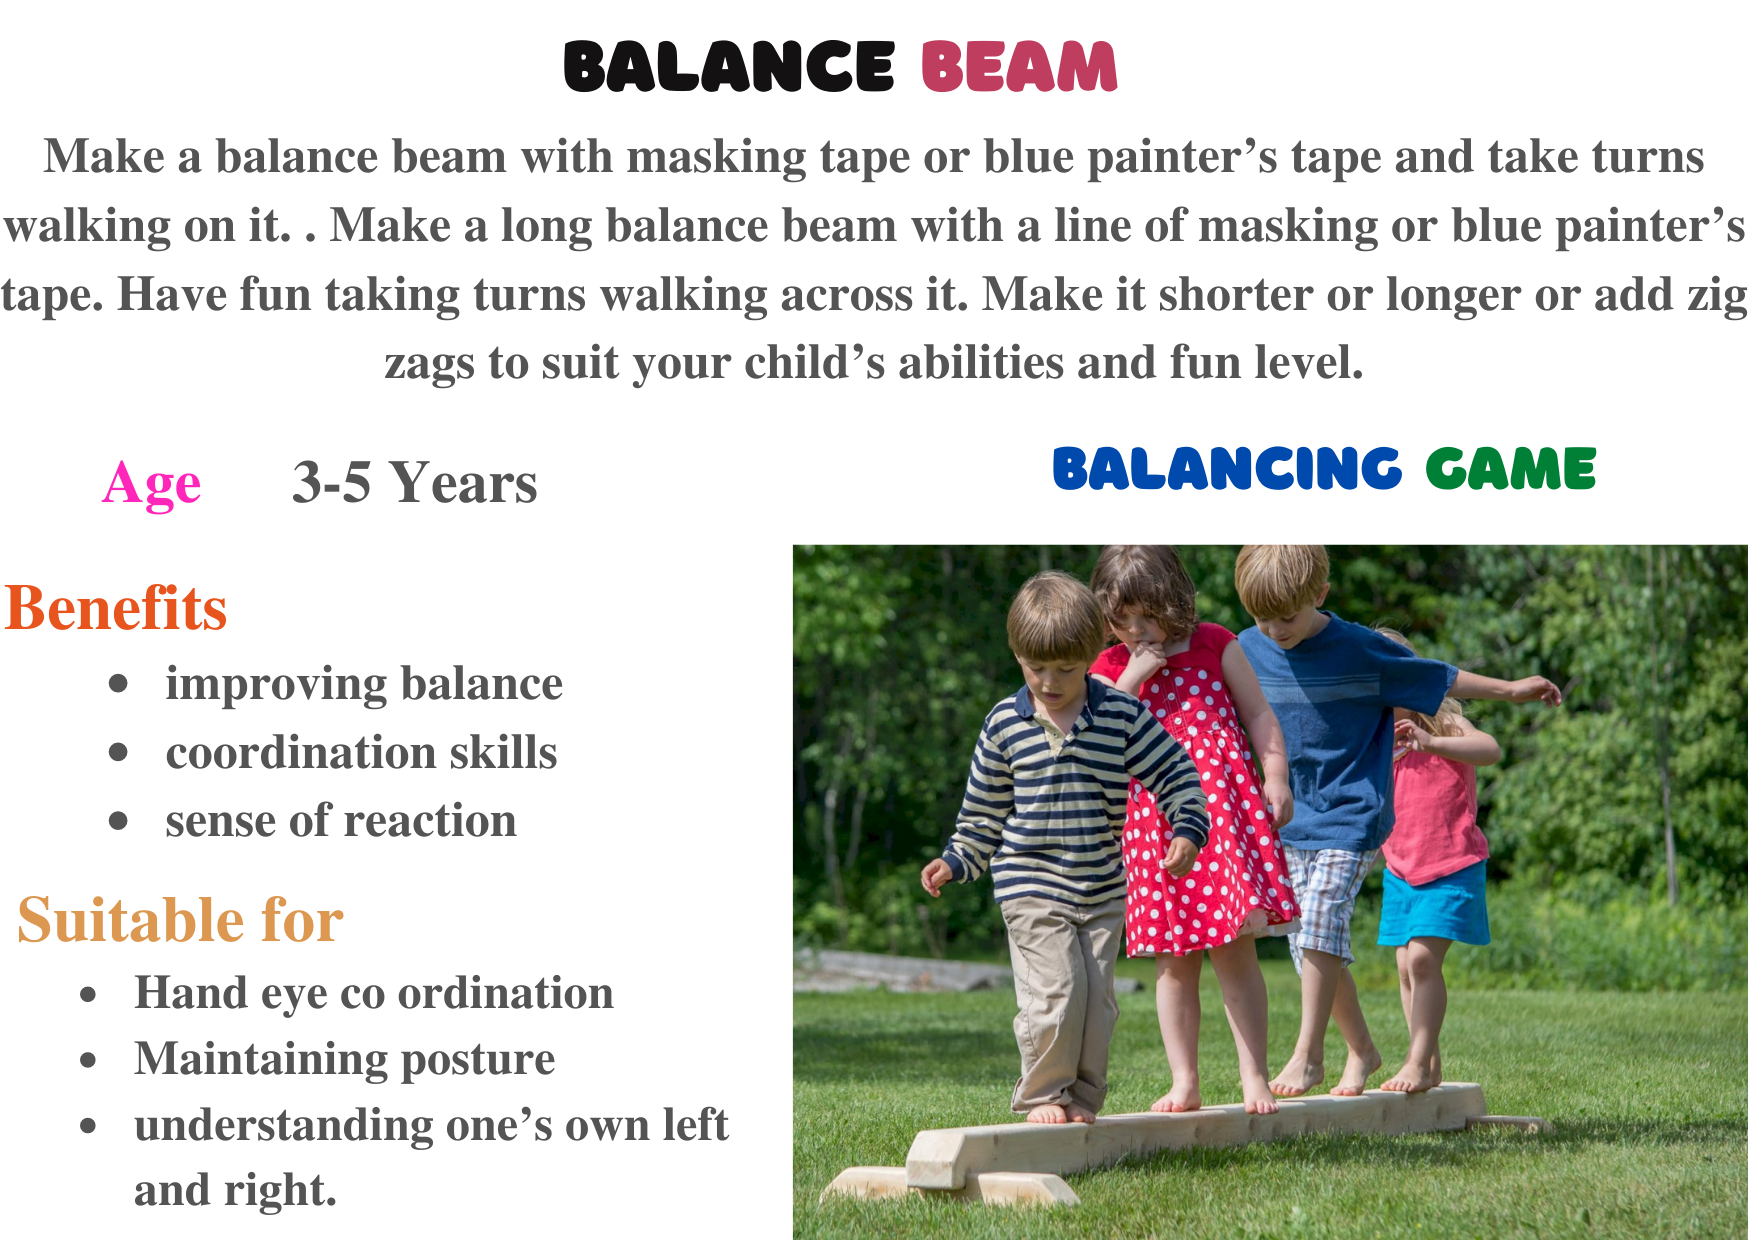 BALANCE BEAM
Make a balance beam with masking tape or blue painter’s tape and take turns
walking on it. . Make a long balance beam with a line of masking or blue painter’s
tape. Have fun taking turns walking across it. Make it shorter or longer or add zig
zags to suit your child’s abilities and fun level.
Age 3-5 Years
BALANCING GAME
Benefits
improving balance
coordination skills
sense of reaction
Suitable for
Hand eye co ordination
Maintaining posture
understanding one’s own left
and right.